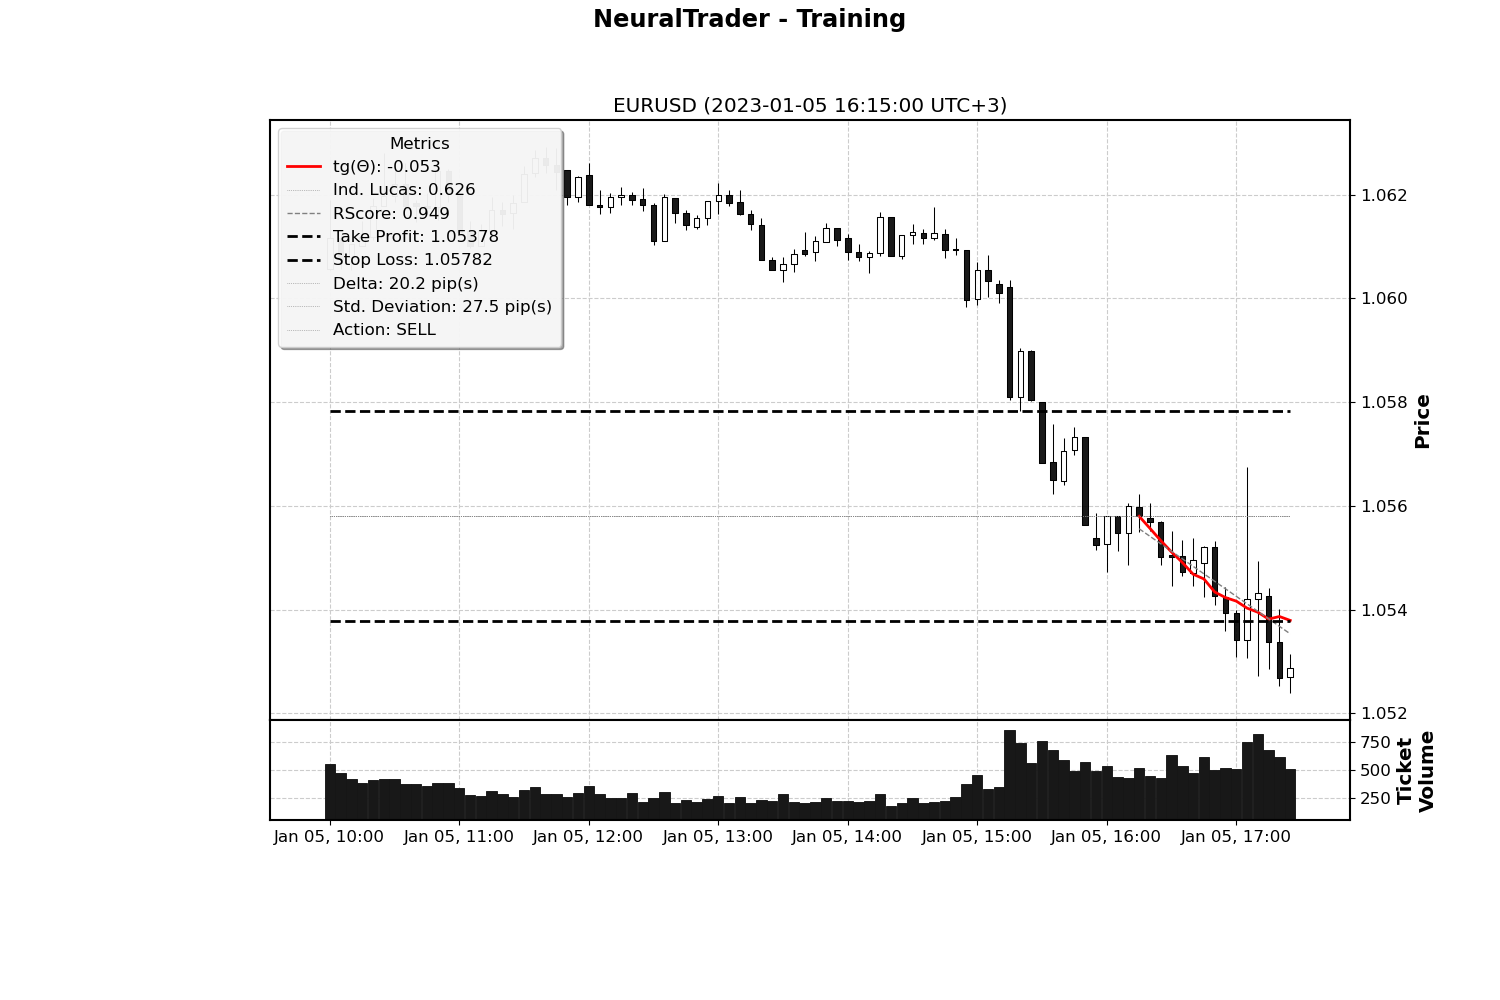 NeuralTrader - Training
EURUSD (2023-01-05 16:15:00 UTC+3)
Metrics
tg(Θ): -0.053
Ind. Lucas: 0.626
RScore: 0.949
Take Profit: 1.05378
Stop Loss: 1.05782
Delta: 20.2 pip(s)
Std. Deviation: 27.5 pip(s)
Action: SELL
1.062
1.060
1.058
1.056
1.054
1.052
Price
750
500
250
Ticket
Volume
Jan 05, 10:00
Jan 05, 11:00
Jan 05, 12:00
Jan 05, 13:00
Jan 05, 14:00
Jan 05, 15:00
Jan 05, 16:00
Jan 05, 17:00